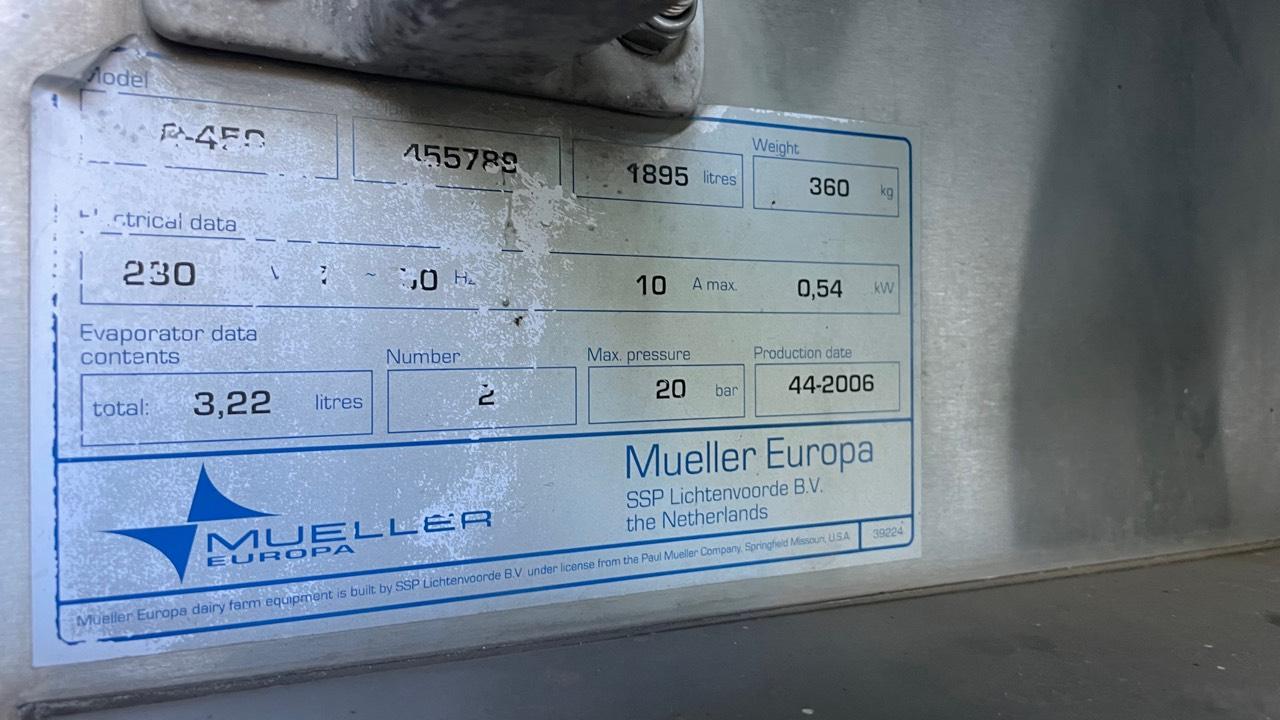 Model
455789
1895 litres
Weight
360 kg
data
230
10 A max.
0,54 kW
Evaporator data
contents
total: 3,22 litres
Number
2
Max. pressure
20 bar
Production date
44-2006
MUELLER
EUROPA
Mueller Europa
SSP Lichtenvoorde B.V.
the Netherlands
Mueller Europa dairy farm equipment is built by SSP Lichtenvoorde B.V. under license from the Paul Mueller Company, Springfield Missouri, U.S.A
39224